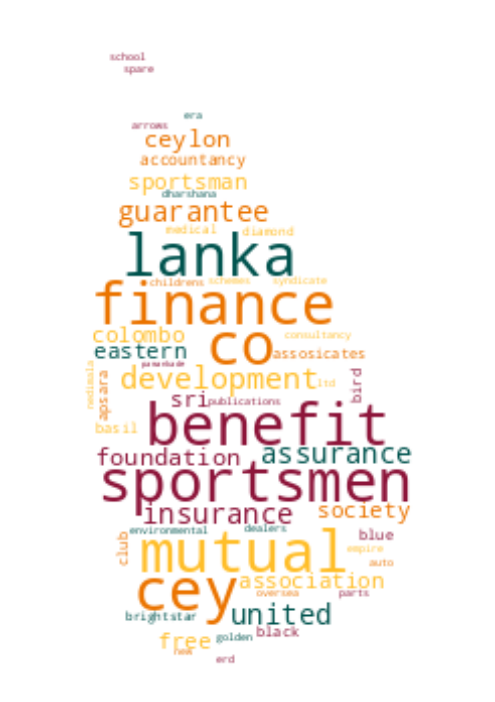 school
spare
era
arrows
ceylon
accountancy
sportsman
dharshana
guarantee
medical diamond
lanka
childrens schemes syndicate
finance
colombo co consultancy
eastern assosicates
nedimala apsara development ltd bird
sri publications
basil benefit
foundation assurance
sportsmen
insurance society
environmental dealers blue
club mutual empire
auto
cey association
oversea parts
brightstar united
free golden black
new
erd